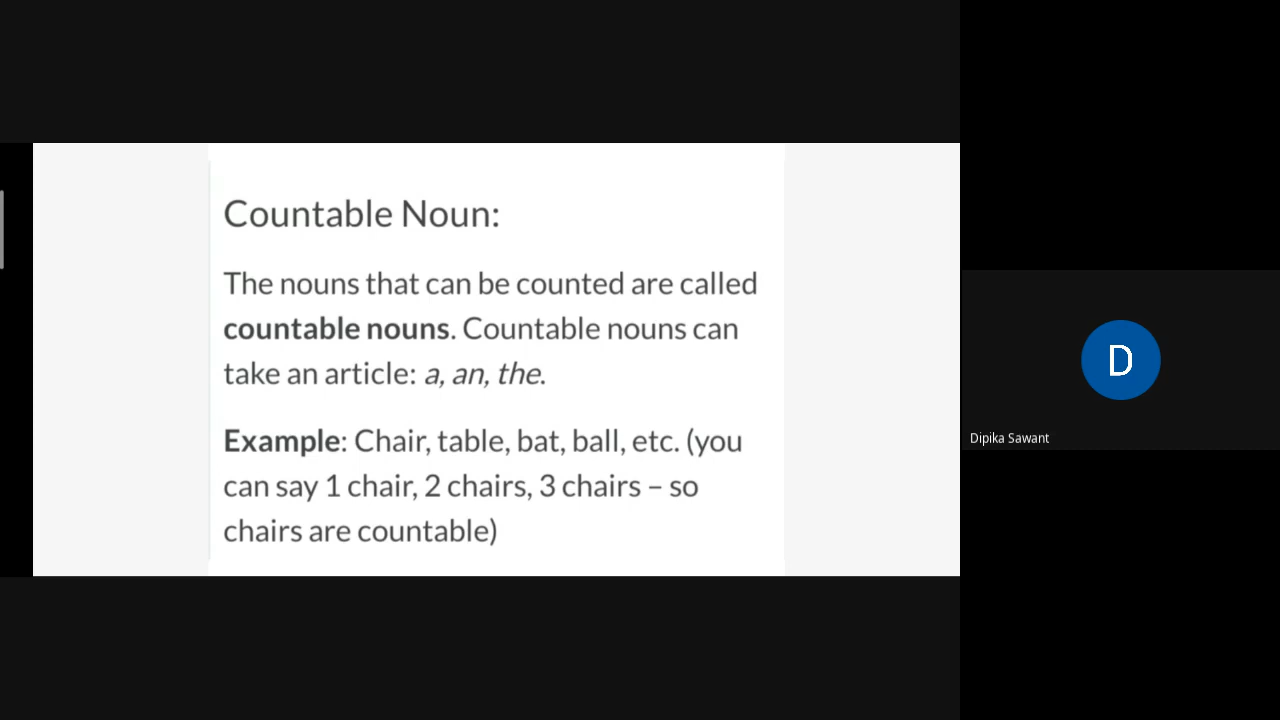 Countable Noun:
The nouns that can be counted are called
countable nouns. Countable nouns can
take an article: a, an, the.
Example: Chair, table, bat, ball, etc. (you
can say 1 chair, 2 chairs, 3 chairs – so
chairs are countable)
D
Dipika Sawant